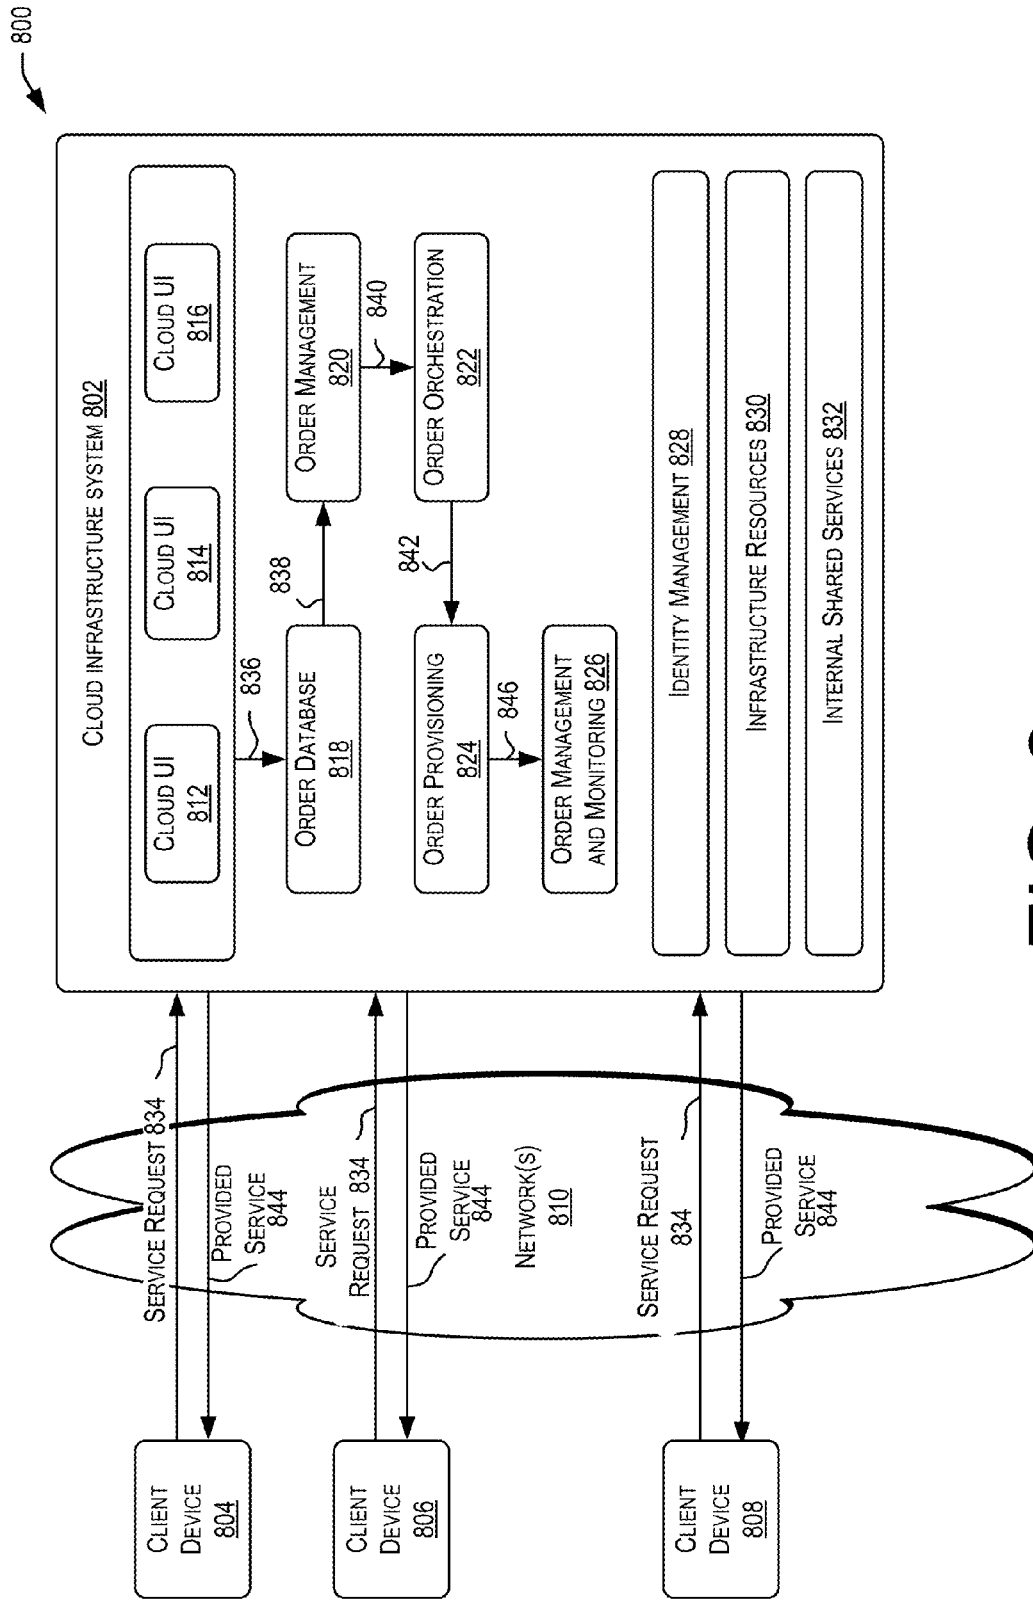 800
CLOUD INFRASTRUCTURE SYSTEM 802
CLOUD UI
812
CLOUD UI
814
CLOUD UI
816
CLIENT
DEVICE
804
SERVICE REQUEST 834
PROVIDED
SERVICE
844
836
ORDER DATABASE
818
838
ORDER MANAGEMENT
820
840
CLIENT
DEVICE
806
SERVICE
REQUEST 834
PROVIDED
SERVICE
844
ORDER PROVISIONING
824
842
ORDER ORCHESTRATION
822
846
NETWORK(S)
810
ORDER MANAGEMENT
AND MONITORING 826
CLIENT
DEVICE
808
SERVICE REQUEST
834
PROVIDED
SERVICE
844
IDENTITY MANAGEMENT 828
INFRASTRUCTURE RESOURCES 830
INTERNAL SHARED SERVICES 832